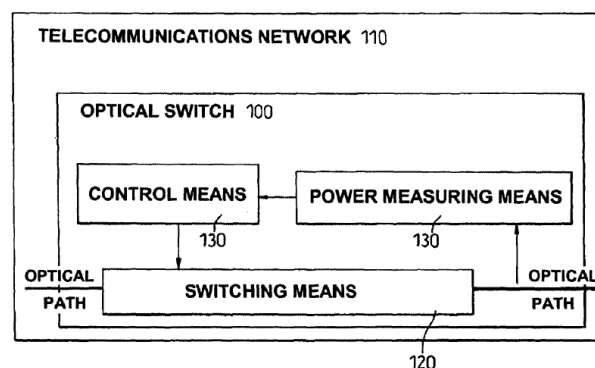 TELECOMMUNICATIONS NETWORK 110
OPTICAL SWITCH 100
CONTROL MEANS
POWER MEASURING MEANS
130
130
OPTICAL
PATH
SWITCHING MEANS
OPTICAL
PATH
120